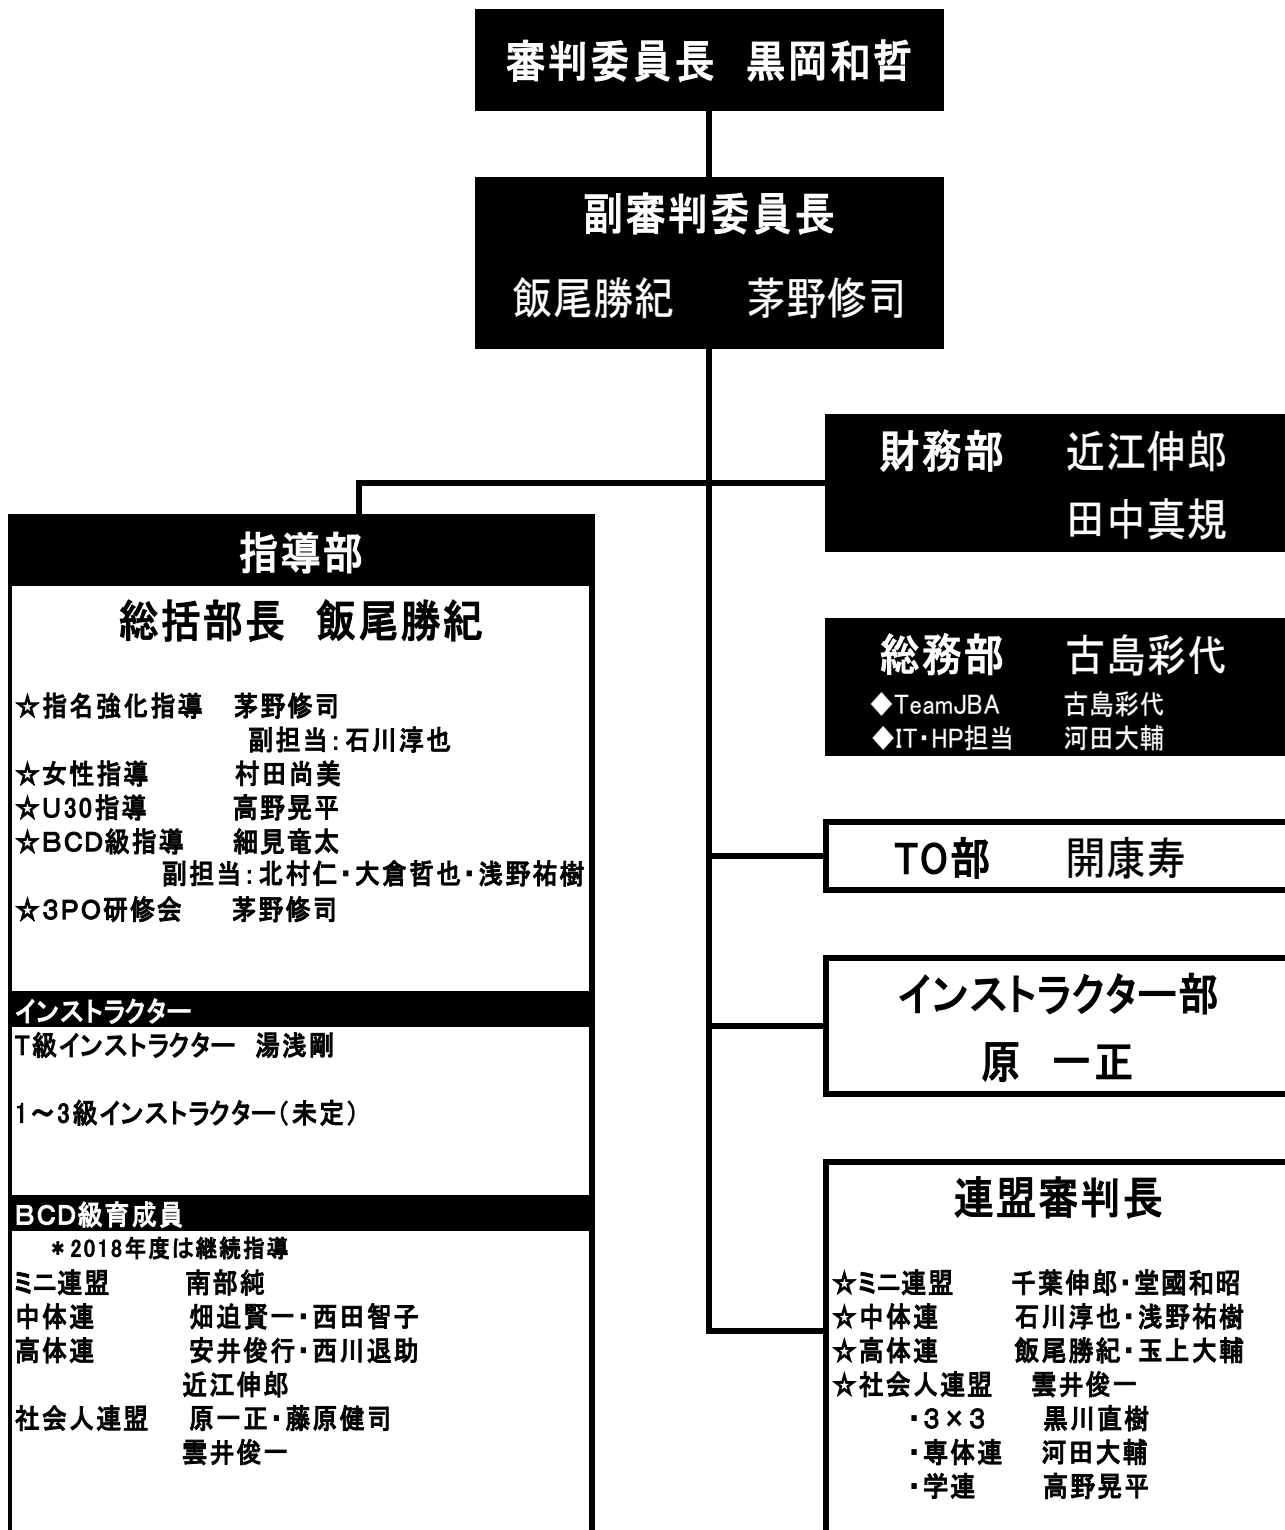 審判委員長　黒岡和哲
副審判委員長
飯尾勝紀　茅野修司
財務部　近江伸郎
田中真規
総務部　古島彩代
◆TeamJBA　古島彩代
◆IT・HP担当　河田大輔
TO部　開康寿
インストラクター部
原　一正
連盟審判長
☆ミニ連盟　千葉伸郎・堂國和昭
☆中体連　石川淳也・浅野祐樹
☆高体連　飯尾勝紀・玉上大輔
☆社会人連盟　雲井俊一
・3×3　黒川直樹
・専体連　河田大輔
・学連　高野晃平
指導部
総括部長　飯尾勝紀
☆指名強化指導　茅野修司
副担当：石川淳也
☆女性指導　村田尚美
☆U30指導　高野晃平
☆BCD級指導　細見竜太
副担当：北村仁・大倉哲也・浅野祐樹
☆3PO研修会　茅野修司
インストラクター
T級インストラクター　湯浅剛
1～3級インストラクター（未定）
BCD級育成員
＊2018年度は継続指導
ミニ連盟　南部純
中体連　畑迫賢一・西田智子
高体連　安井俊行・西川退助
近江伸郎
社会人連盟　原一正・藤原健司
雲井俊一